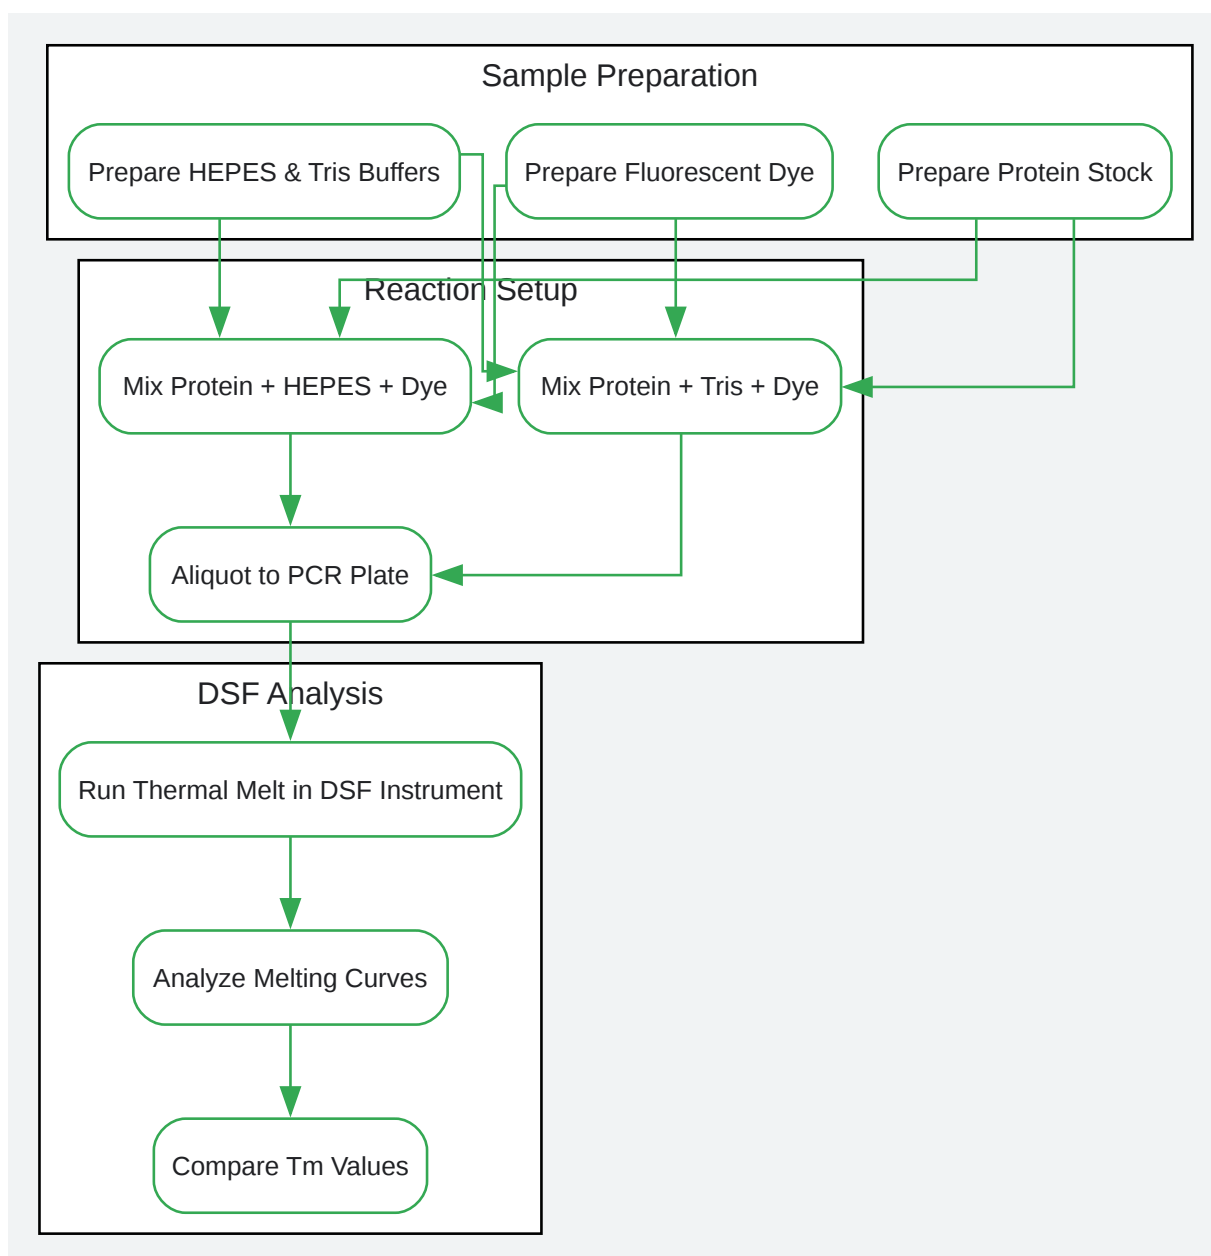 Sample Preparation
Prepare HEPES & Tris Buffers
Prepare Fluorescent Dye
Prepare Protein Stock
Reaction Setup
Mix Protein + HEPES + Dye
Mix Protein + Tris + Dye
Aliquot to PCR Plate
DSF Analysis
Run Thermal Melt in DSF Instrument
Analyze Melting Curves
Compare Tm Values